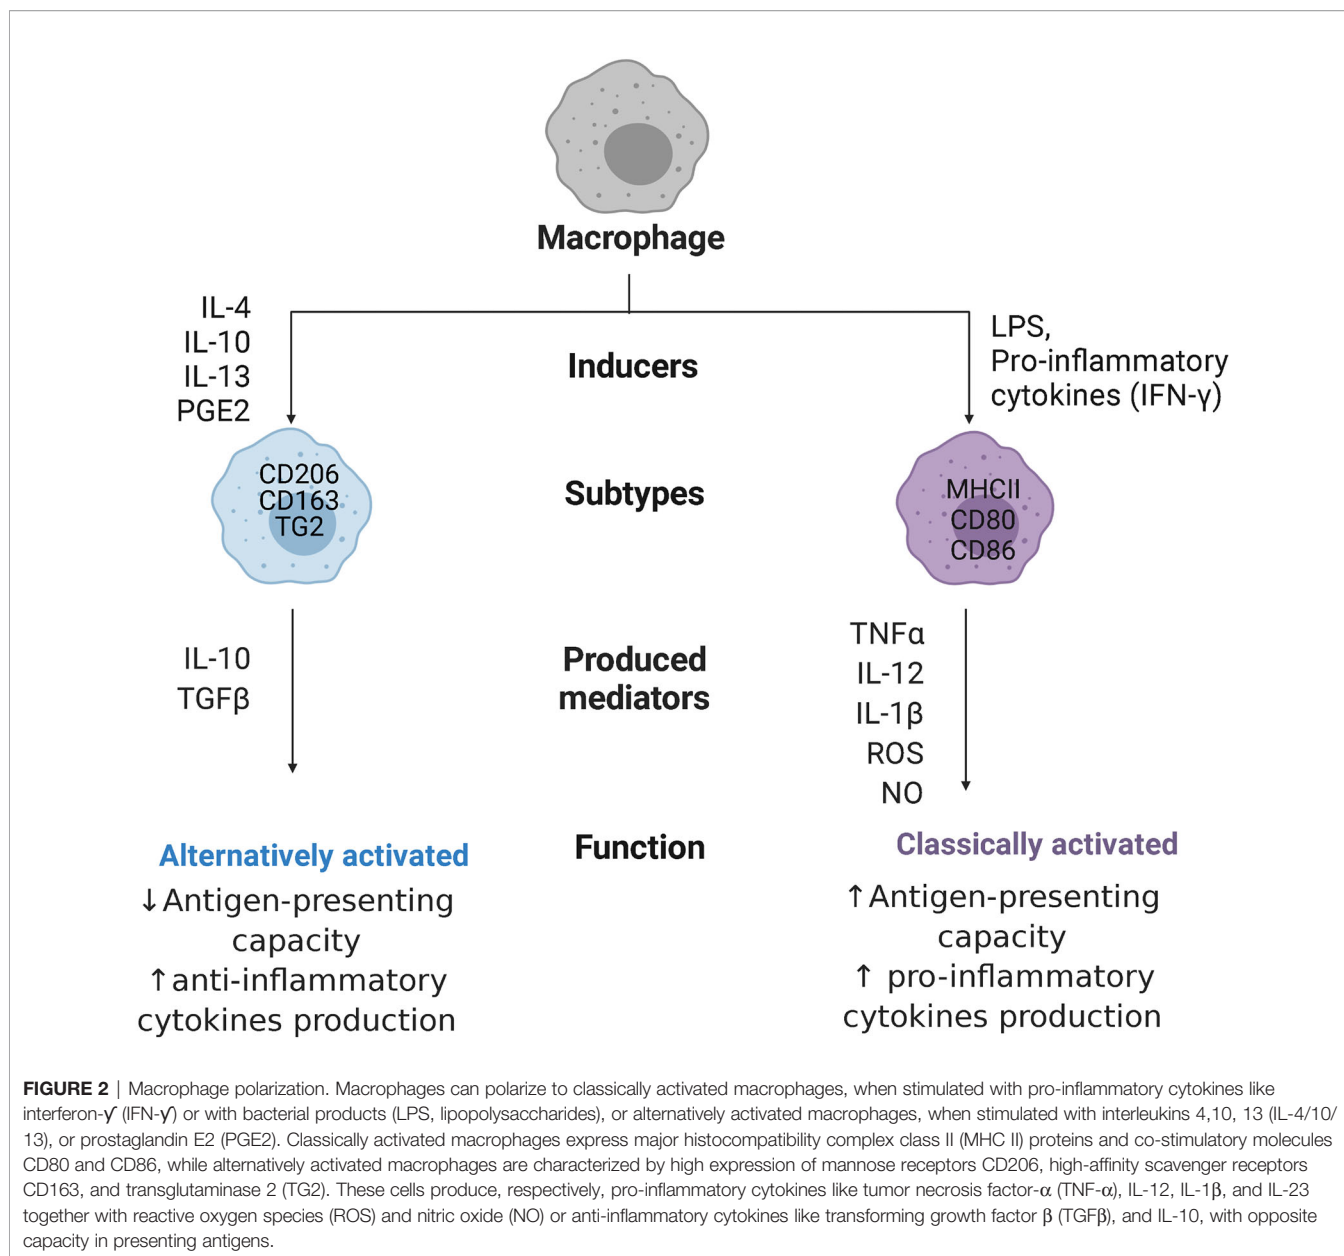 Macrophage
IL-4
IL-10
IL-13
PGE2
Inducers
LPS,
Pro-inflammatory
cytokines (IFN-γ)
CD206
CD163
TG2
Subtypes
MHCII
CD80
CD86
IL-10
TGFβ
Produced
mediators
TNFα
IL-12
IL-1β
ROS
NO
Alternatively activated
↓Antigen-presenting
capacity
↑anti-inflammatory
cytokines production
Function
Classically activated
↑Antigen-presenting
capacity
↑ pro-inflammatory
cytokines production
FIGURE 2 | Macrophage polarization. Macrophages can polarize to classically activated macrophages, when stimulated with pro-inflammatory cytokines like
interferon-γ (IFN-γ) or with bacterial products (LPS, lipopolysaccharides), or alternatively activated macrophages, when stimulated with interleukins 4,10, 13 (IL-4/10/
13), or prostaglandin E2 (PGE2). Classically activated macrophages express major histocompatibility complex class II (MHC II) proteins and co-stimulatory molecules
CD80 and CD86, while alternatively activated macrophages are characterized by high expression of mannose receptors CD206, high-affinity scavenger receptors
CD163, and transglutaminase 2 (TG2). These cells produce, respectively, pro-inflammatory cytokines like tumor necrosis factor-α (TNF-α), IL-12, IL-1β, and IL-23
together with reactive oxygen species (ROS) and nitric oxide (NO) or anti-inflammatory cytokines like transforming growth factor β (TGFβ), and IL-10, with opposite
capacity in presenting antigens.